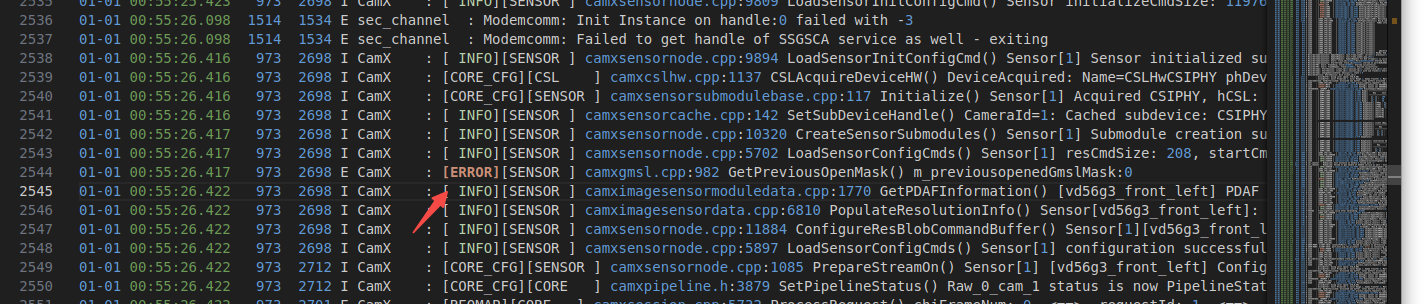 2535 01-01 00:55:25.423 973 2698 I CamX : [ INFO][SENSOR ] camxsensornode.cpp:9809 LoadSensorInitConfigCmd() Sensor initializeCmdSize: 11976
2536 01-01 00:55:26.098 1514 1534 E sec_channel : Modemcomm: Init Instance on handle:0 failed with -3
2537 01-01 00:55:26.098 1514 1534 E sec_channel : Modemcomm: Failed to get handle of SSGSCA service as well - exiting
2538 01-01 00:55:26.416 973 2698 I CamX : [ INFO][SENSOR ] camxsensornode.cpp:9894 LoadSensorInitConfigCmd() Sensor[1] Sensor initialized su
2539 01-01 00:55:26.416 973 2698 I CamX : [CORE_CFG][CSL ] camxcslhw.cpp:1137 CSLAcquireDeviceHW() DeviceAcquired: Name=CSLHwCSIPHY phDev
2540 01-01 00:55:26.416 973 2698 I CamX : [CORE_CFG][SENSOR ] camxsensorsubmodulebase.cpp:117 Initialize() Sensor[1] Acquired CSIPHY, hCSL:
2541 01-01 00:55:26.416 973 2698 I CamX : [ INFO][SENSOR ] camxsensorcache.cpp:142 SetSubDeviceHandle() CameraId=1: Cached subdevice: CSIPHY
2542 01-01 00:55:26.417 973 2698 I CamX : [ INFO][SENSOR ] camxsensornode.cpp:10320 CreateSensorSubmodules() Sensor[1] Submodule creation su
2543 01-01 00:55:26.417 973 2698 I CamX : [ INFO][SENSOR ] camxsensornode.cpp:5702 LoadSensorConfigCmds() Sensor[1] resCmdSize: 208, startCm
2544 01-01 00:55:26.417 973 2698 E CamX : [ERROR][SENSOR ] camxgmsl.cpp:982 GetPreviousOpenMask() m_previousopenedGmslMask:0
2545 01-01 00:55:26.422 973 2698 I CamX : [ INFO][SENSOR ] camximagesensormoduledata.cpp:1770 GetPDAFInformation() [vd56g3_front_left] PDAF
2546 01-01 00:55:26.422 973 2698 I CamX : [ INFO][SENSOR ] camximagesensordata.cpp:6810 PopulateResolutionInfo() Sensor[vd56g3_front_left]:
2547 01-01 00:55:26.422 973 2698 I CamX : [ INFO][SENSOR ] camxsensornode.cpp:11884 ConfigureResBlobCommandBuffer() Sensor[1][vd56g3_front_l
2548 01-01 00:55:26.422 973 2698 I CamX : [ INFO][SENSOR ] camxsensornode.cpp:5897 LoadSensorConfigCmds() Sensor[1] configuration successful
2549 01-01 00:55:26.422 973 2712 I CamX : [CORE_CFG][SENSOR ] camxsensornode.cpp:1085 PrepareStreamOn() Sensor[1] [vd56g3_front_left] Config
2550 01-01 00:55:26.422 973 2712 I CamX : [CORE_CFG][CORE ] camxpipeline.h:3879 SetPipelineStatus() Raw_0_cam_1 status is now PipelineStatus
2551 01-01 00:55:26.422 973 2701 I CamX